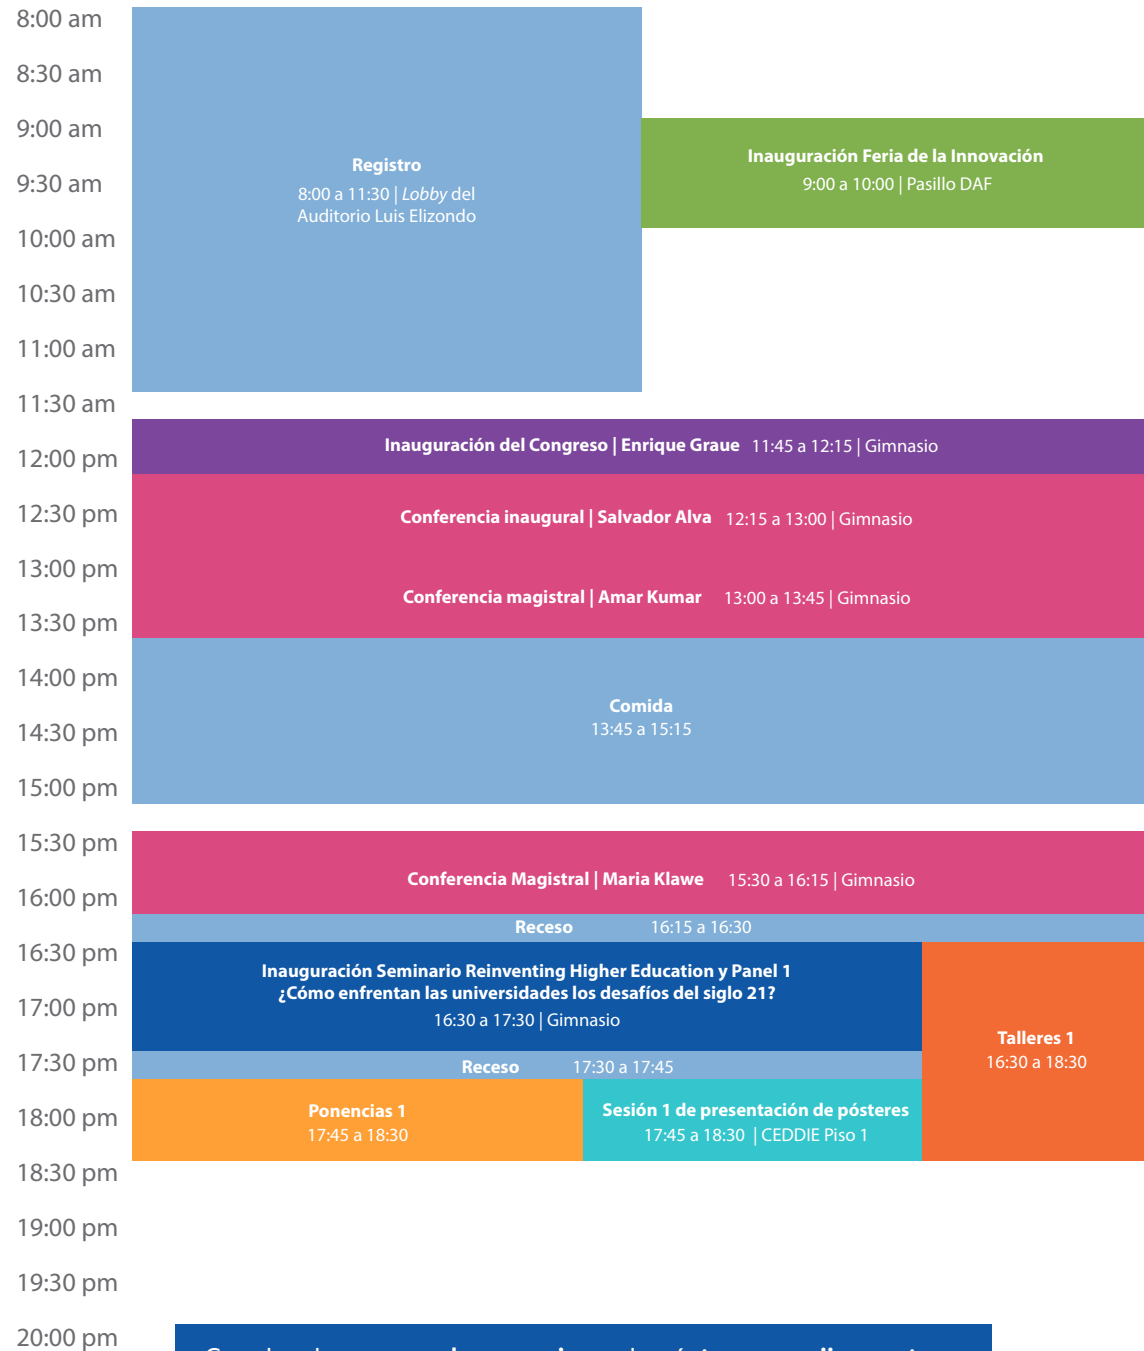 8:00 am
8:30 am
9:00 am
9:30 am
10:00 am
10:30 am
11:00 am
11:30 am
12:00 pm
12:30 pm
13:00 pm
13:30 pm
14:00 pm
14:30 pm
15:00 pm
15:30 pm
16:00 pm
16:30 pm
17:00 pm
17:30 pm
18:00 pm
18:30 pm
19:00 pm
19:30 pm
20:00 pm
Registro
8:00 a 11:30 | Lobby del
Auditorio Luis Elizondo
Inauguración Feria de la Innovación
9:00 a 10:00 | Pasillo DAF
Inauguración del Congreso | Enrique Graue 11:45 a 12:15 | Gimnasio
Conferencia inaugural | Salvador Alva 12:15 a 13:00 | Gimnasio
Conferencia magistral | Amar Kumar 13:00 a 13:45 | Gimnasio
Comida
13:45 a 15:15
Conferencia Magistral | Maria Klawe 15:30 a 16:15 | Gimnasio
Receso 16:15 a 16:30
Inauguración Seminario Reinventing Higher Education y Panel 1
¿Cómo enfrentan las universidades los desafíos del siglo 21?
16:30 a 17:30 | Gimnasio
Talleres 1
16:30 a 18:30
Receso 17:30 a 17:45
Ponencias 1
17:45 a 18:30
Sesión 1 de presentación de pósteres
17:45 a 18:30 | CEDDIE Piso 1